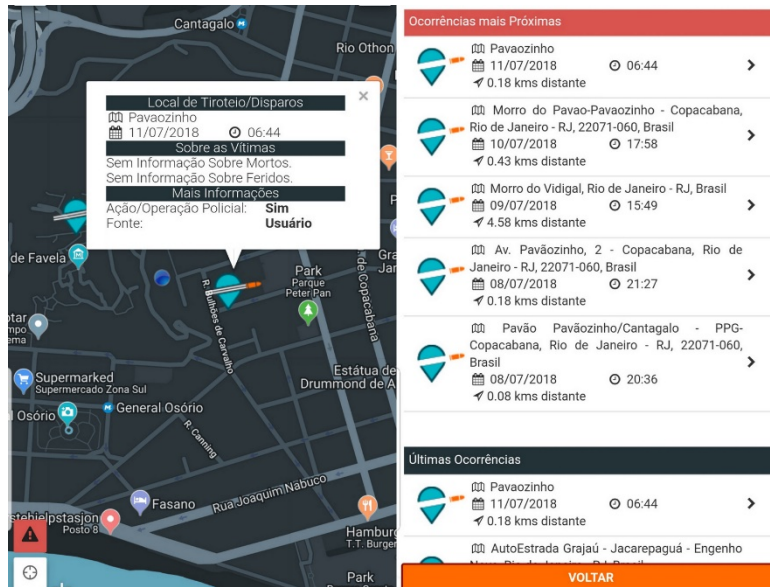 Cantagalo
Rio Othon
Local de Tiroteio/Disparos
Pavaozinho
11/07/2018 06:44
Sobre as Vítimas
Sem Informação Sobre Mortos.
Sem Informação Sobre Feridos.
Mais Informações
Ação/Operação Policial: Sim
Fonte: Usuário
de Favela
Park
Parque
Peter Pan
R. Bulhões de Carvalho
de Copacabana
Estátua de
Drummond de A
Supermarked
Supermercado Zona Sul
l Osório
General Osório
R. Canning
Rua Joaquim Nabuco
Fasano
Posto 8
Hamburg
T.T. Burger
Park
Ocorrências mais Próximas
Pavaozinho
11/07/2018 06:44
0.18 kms distante
Morro do Pavao-Pavaozinho - Copacabana,
Rio de Janeiro - RJ, 22071-060, Brasil
10/07/2018 17:58
0.43 kms distante
Morro do Vidigal, Rio de Janeiro - RJ, Brasil
09/07/2018 15:49
4.58 kms distante
Av. Pavãozinho, 2 - Copacabana, Rio de
Janeiro - RJ, 22071-060, Brasil
08/07/2018 21:27
0.18 kms distante
Pavão Pavãozinho/Cantagalo - PPG-
Copacabana, Rio de Janeiro - RJ, 22071-060,
Brasil
08/07/2018 20:36
0.08 kms distante
Últimas Ocorrências
Pavaozinho
11/07/2018 06:44
0.18 kms distante
AutoEstrada Grajaú - Jacarepaguá - Engenho
VOLTAR